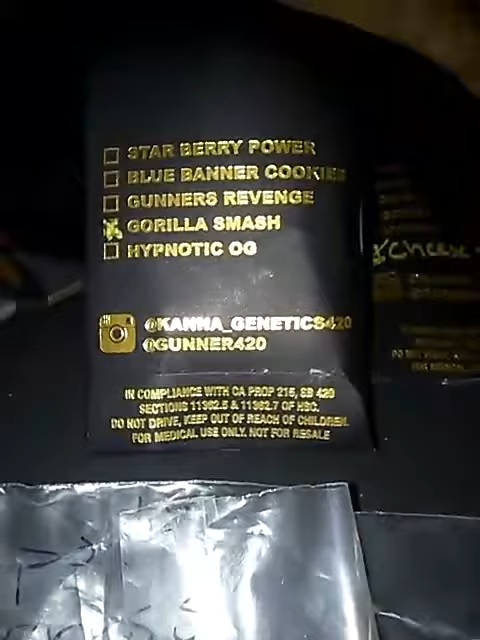 STAR BERRY POWER
BLUE BANNER COOKIES
GUNNERS REVENGE
GORILLA SMASH
HYPNOTIC OG
@KANNA_GENETICS420
@GUNNER420
IN COMPLIANCE WITH CA PROP 215, SB 420
SECTIONS 11362.5 & 11362.7 OF HSC.
DO NOT DRIVE, KEEP OUT OF REACH OF CHILDREN.
FOR MEDICAL USE ONLY. NOT FOR RESALE
cheese